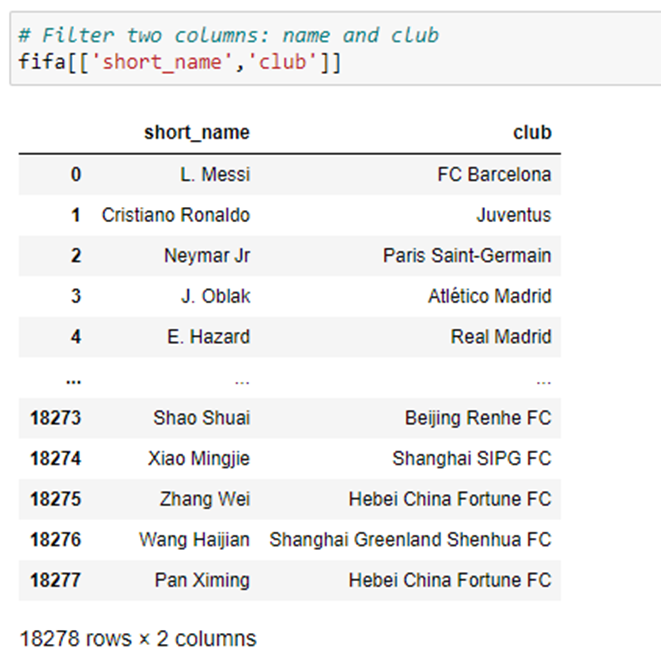 # Filter two columns: name and club
fifa[['short_name','club']]
short_name club
0 L. Messi FC Barcelona
1 Cristiano Ronaldo Juventus
2 Neymar Jr Paris Saint-Germain
3 J. Oblak Atlético Madrid
4 E. Hazard Real Madrid
... ... ...
18273 Shao Shuai Beijing Renhe FC
18274 Xiao Mingjie Shanghai SIPG FC
18275 Zhang Wei Hebei China Fortune FC
18276 Wang Haijian Shanghai Greenland Shenhua FC
18277 Pan Ximing Hebei China Fortune FC
18278 rows × 2 columns